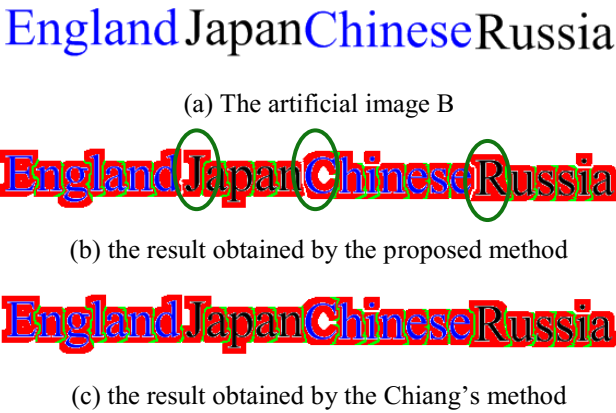 EnglandJapanChineseRussia
(a) The artificial image B
EnglandJapanChineseRussia
(b) the result obtained by the proposed method
EnglandJapanChineseRussia
(c) the result obtained by the Chiang’s method